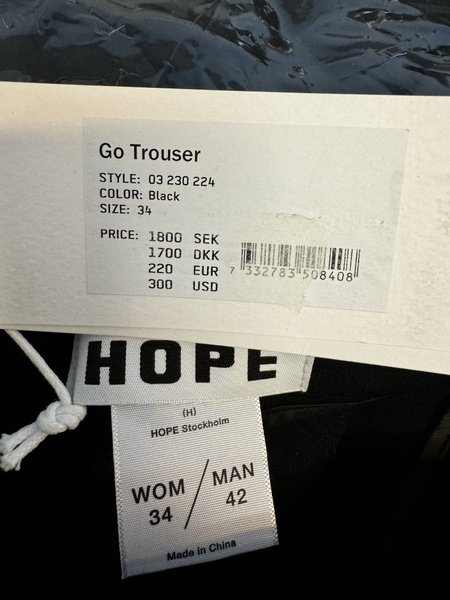 Go Trouser
STYLE: 03 230 224
COLOR: Black
SIZE: 34
PRICE: 1800 SEK
1700 DKK
220 EUR
300 USD
7 332783 508408
HOPE
(H)
HOPE Stockholm
WOM / MAN
34 42
Made in China